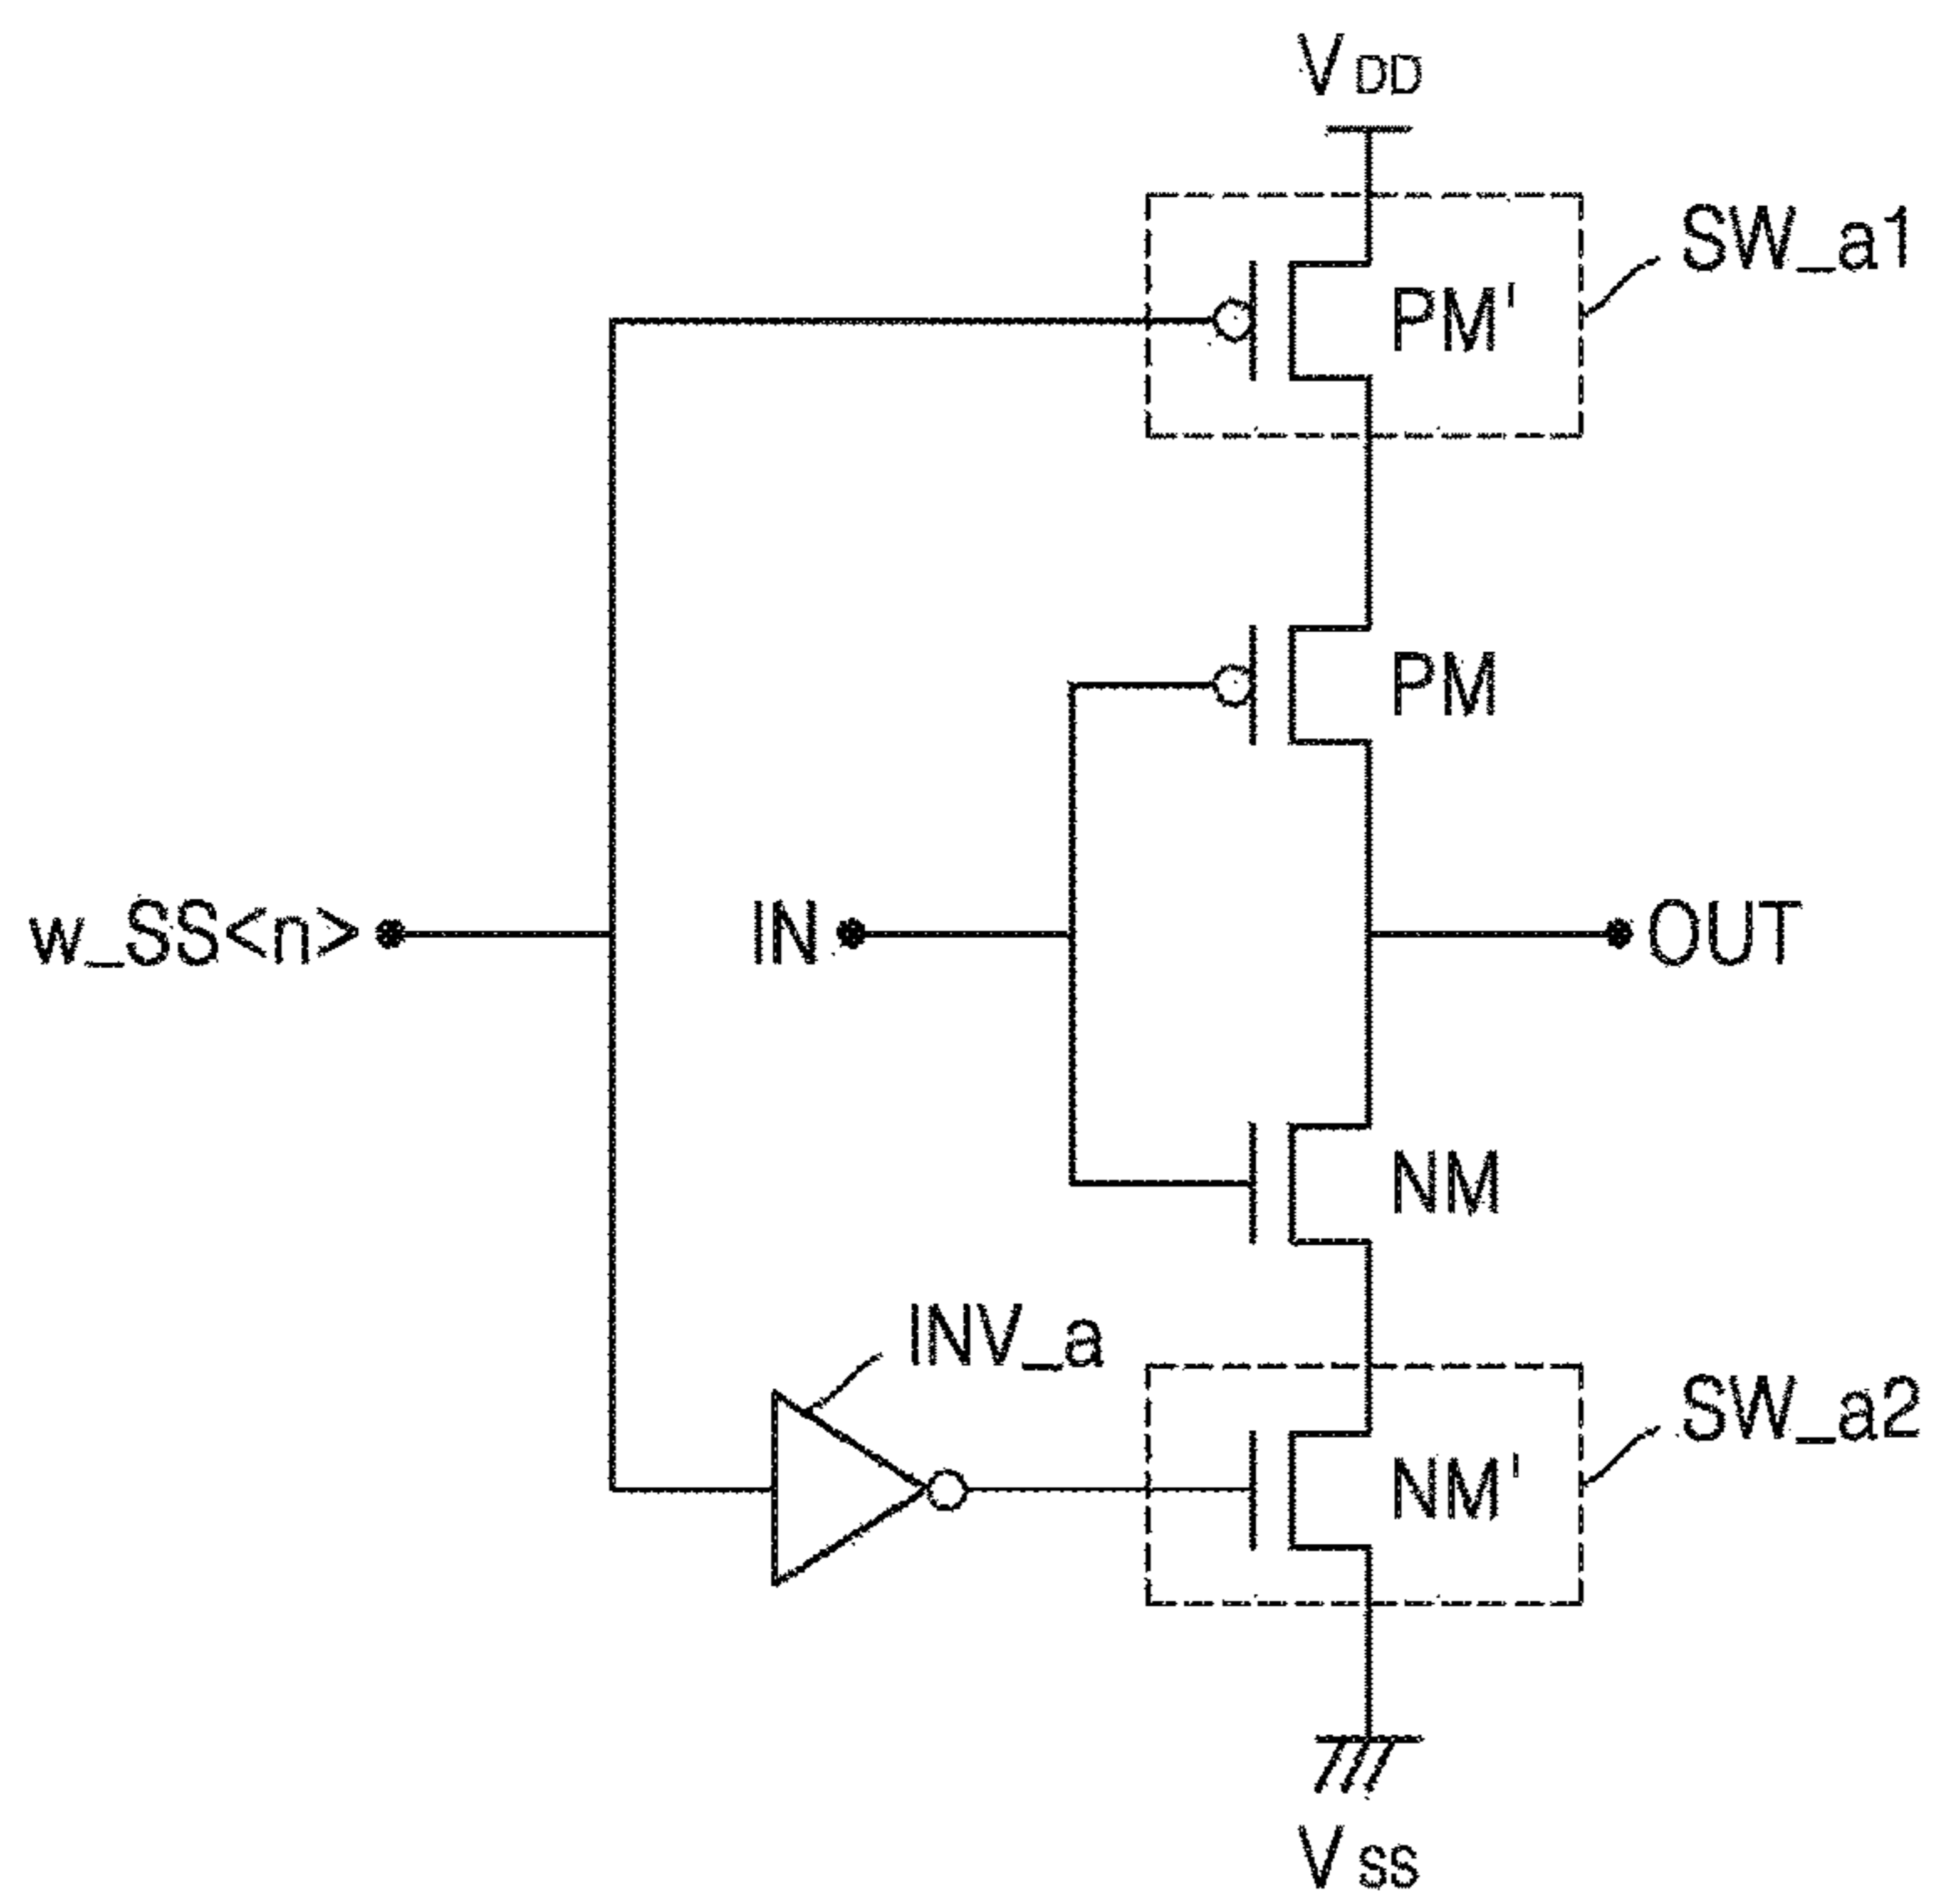 VDD
SW_a1
PM'
PM
w_SS<n>
IN
OUT
NM
INV_a
SW_a2
NM'
VSS